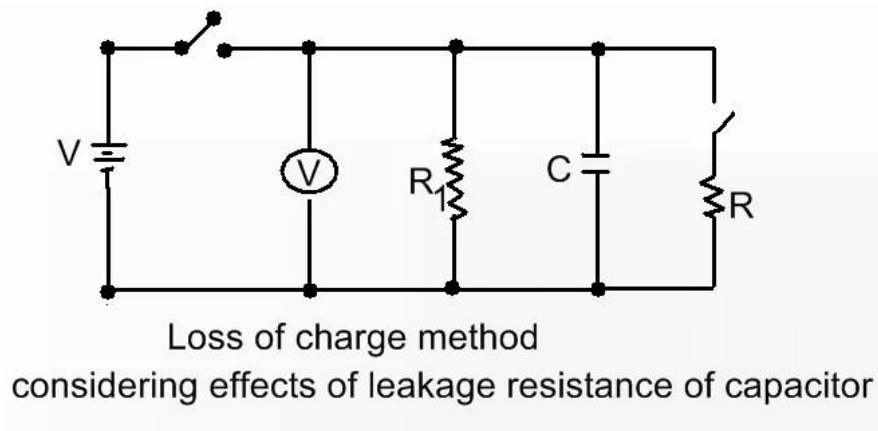 V
V
R1
C
R
Loss of charge method
considering effects of leakage resistance of capacitor